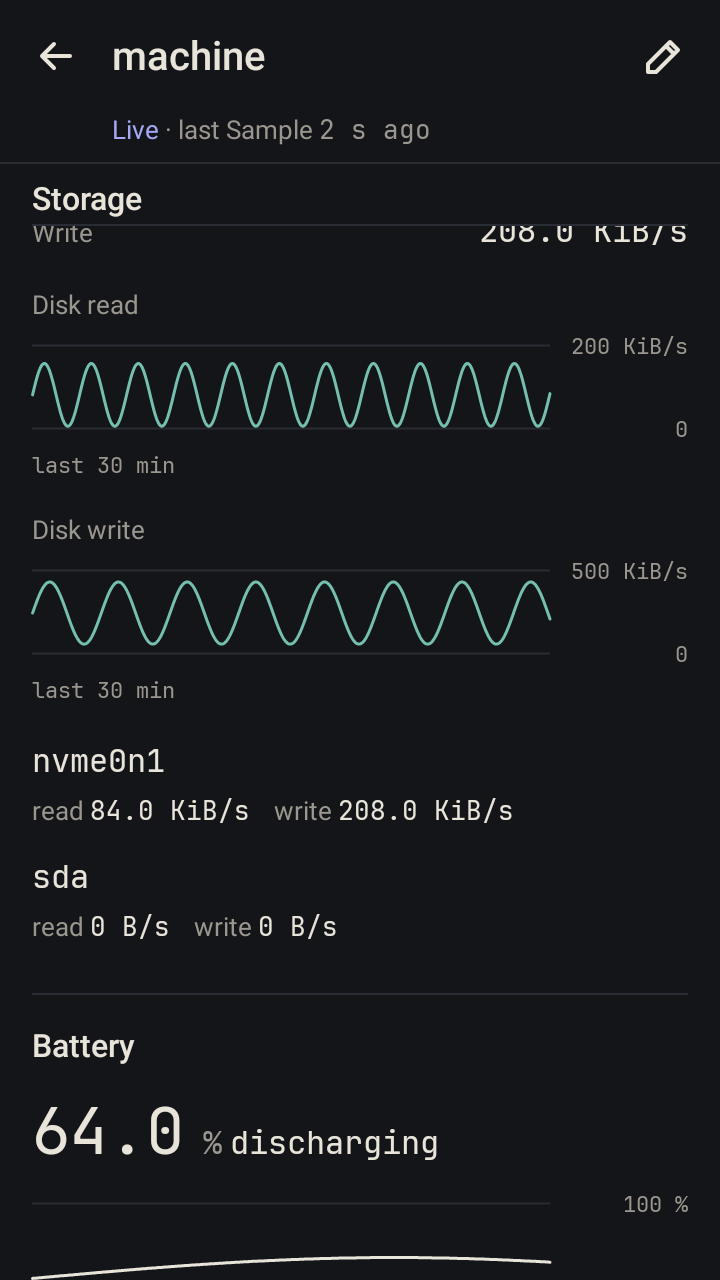 machine
Live · last Sample 2 s ago
Storage
Write 208.0 KiB/s
Disk read
200 KiB/s
0
last 30 min
Disk write
500 KiB/s
0
last 30 min
nvme0n1
read 84.0 KiB/s write 208.0 KiB/s
sda
read 0 B/s write 0 B/s
Battery
64.0 % discharging
100 %